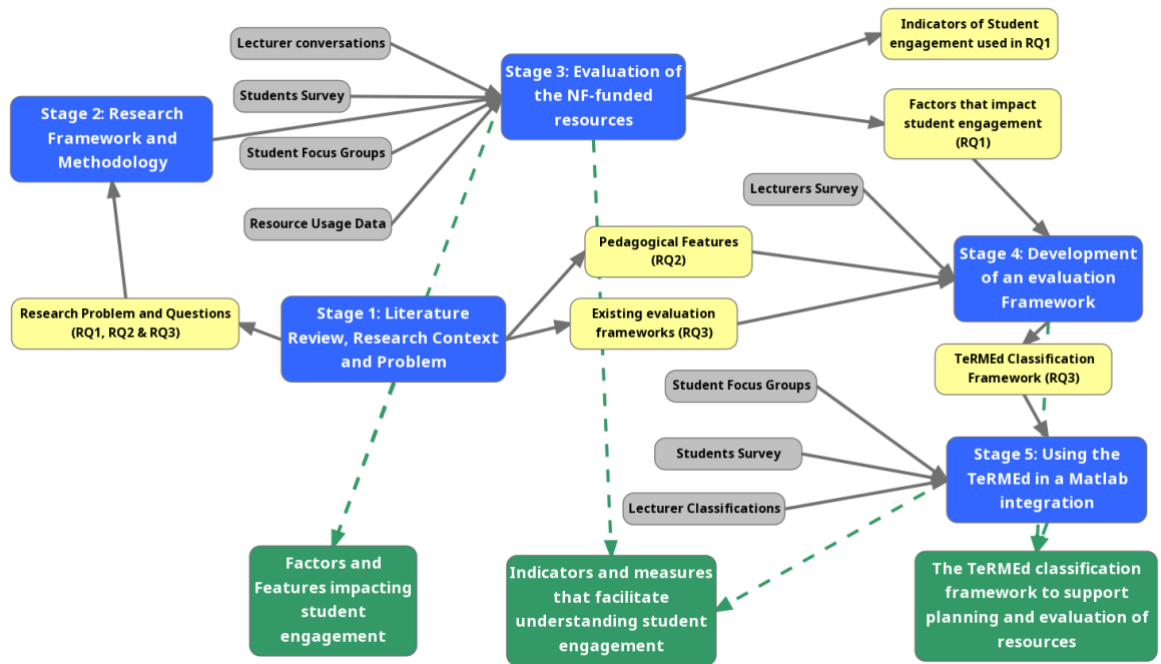 Indicators of Student
engagement used in RQ1
Lecturer conversations
Stage 3: Evaluation of
the NF-funded
resources
Students Survey
Stage 2: Research
Framework and
Methodology
Factors that impact
student engagement
(RQ1)
Student Focus Groups
Lecturers Survey
Resource Usage Data
Pedagogical Features
(RQ2)
Stage 4: Development
of an evaluation
Framework
Research Problem and Questions
(RQ1, RQ2 & RQ3)
Stage 1: Literature
Review, Research Context
and Problem
Existing evaluation
frameworks (RQ3)
TeRMEd Classification
Framework (RQ3)
Student Focus Groups
Students Survey
Lecturer Classifications
Stage 5: Using the
TeRMEd in a Matlab
integration
Factors and
Features impacting
student
engagement
Indicators and measures
that facilitate
understanding student
engagement
The TeRMEd classification
framework to support
planning and evaluation of
resources